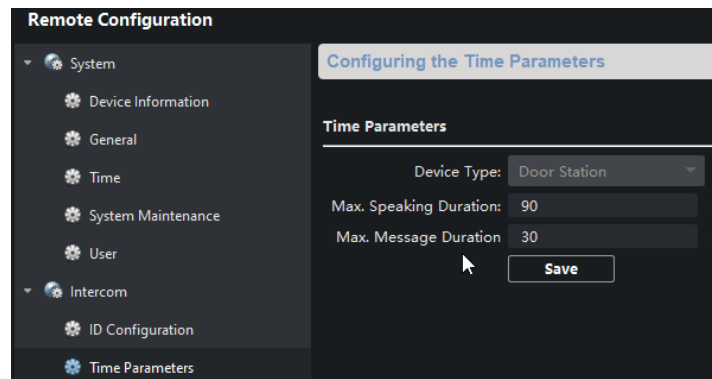 Remote Configuration
System
Device Information
General
Time
System Maintenance
User
Intercom
ID Configuration
Time Parameters
Configuring the Time Parameters
Time Parameters
Device Type: Door Station
Max. Speaking Duration: 90
Max. Message Duration 30
Save